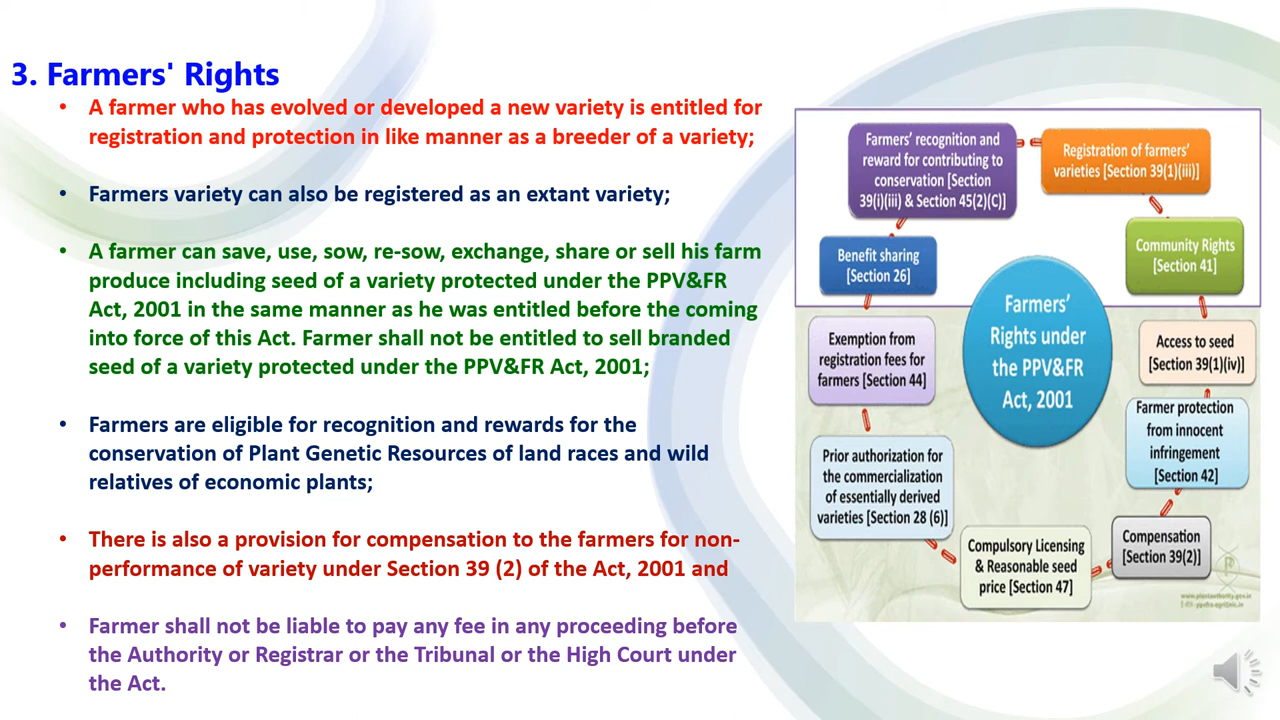 3. Farmers' Rights
• A farmer who has evolved or developed a new variety is entitled for
registration and protection in like manner as a breeder of a variety;
• Farmers variety can also be registered as an extant variety;
• A farmer can save, use, sow, re-sow, exchange, share or sell his farm
produce including seed of a variety protected under the PPV&FR
Act, 2001 in the same manner as he was entitled before the coming
into force of this Act. Farmer shall not be entitled to sell branded
seed of a variety protected under the PPV&FR Act, 2001;
• Farmers are eligible for recognition and rewards for the
conservation of Plant Genetic Resources of land races and wild
relatives of economic plants;
• There is also a provision for compensation to the farmers for non-
performance of variety under Section 39 (2) of the Act, 2001 and
• Farmer shall not be liable to pay any fee in any proceeding before
the Authority or Registrar or the Tribunal or the High Court under
the Act.
Farmers' recognition and
reward for contributing to
conservation [Section
39(i)(iii) & Section 45(2)(C)]
Registration of farmers'
varieties [Section 39(1)(iii)]
Benefit sharing
[Section 26]
Community Rights
[Section 41]
Farmers'
Rights under
the PPV&FR
Act, 2001
Exemption from
registration fees for
farmers [Section 44]
Access to seed
[Section 39(1)(iv)]
Farmer protection
from innocent
infringement
[Section 42]
Prior authorization for
the commercialization
of essentially derived
varieties [Section 28 (6)]
Compulsory Licensing
& Reasonable seed
price [Section 47]
Compensation
[Section 39(2)]
www.plantauthority.gov.in